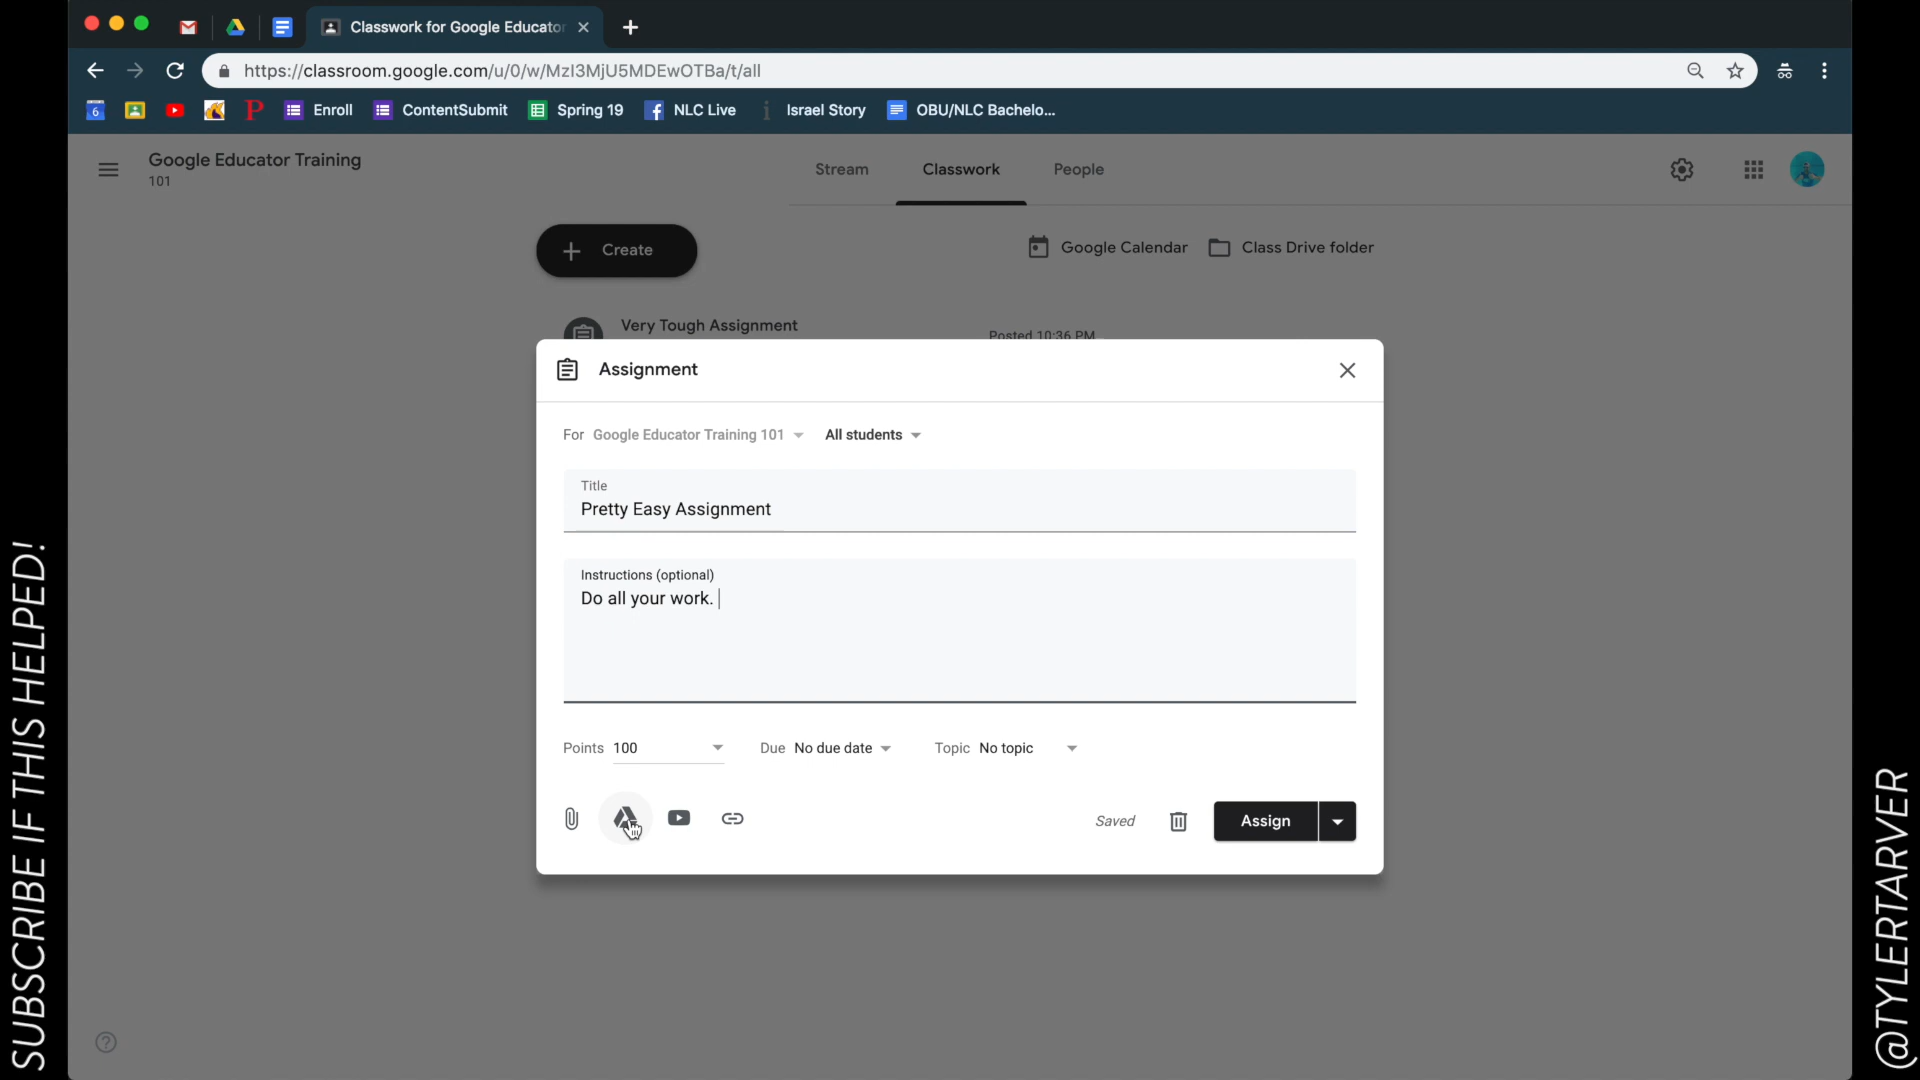 Classwork for Google Educator
https://classroom.google.com/u/0/w/MzI3MjU5MDEwOTBa/t/all
6
Enroll
ContentSubmit
Spring 19
NLC Live
Israel Story
OBU/NLC Bachelo...
Google Educator Training
101
Stream
Classwork
People
Create
Google Calendar
Class Drive folder
Very Tough Assignment
Posted 10:36 PM
Assignment
For Google Educator Training 101
All students
Title
Pretty Easy Assignment
Instructions (optional)
Do all your work.
Points 100
Due No due date
Topic No topic
Saved
Assign
SUBSCRIBE IF THIS HELPED!
@TYLERTARVER